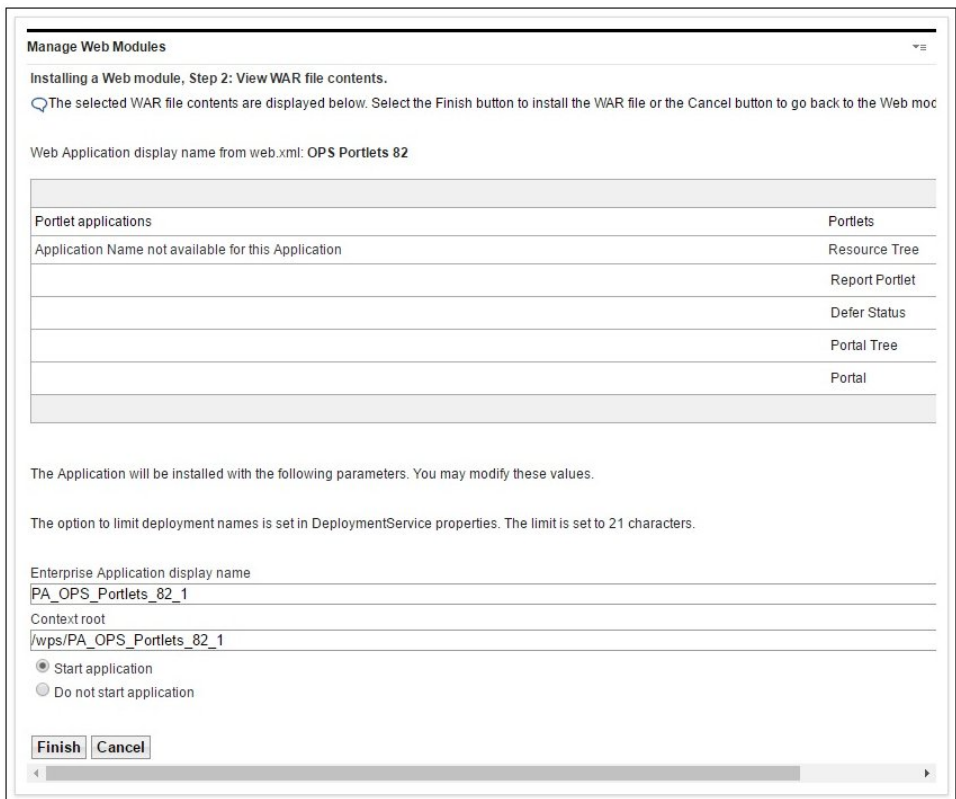 Manage Web Modules
Installing a Web module, Step 2: View WAR file contents.
The selected WAR file contents are displayed below. Select the Finish button to install the WAR file or the Cancel button to go back to the Web mod
Web Application display name from web.xml: OPS Portlets 82
Portlet applications Portlets
Application Name not available for this Application Resource Tree
Report Portlet
Defer Status
Portal Tree
Portal
The Application will be installed with the following parameters. You may modify these values.
The option to limit deployment names is set in DeploymentService properties. The limit is set to 21 characters.
Enterprise Application display name
PA_OPS_Portlets_82_1
Context root
/wps/PA_OPS_Portlets_82_1
Start application
Do not start application
Finish Cancel